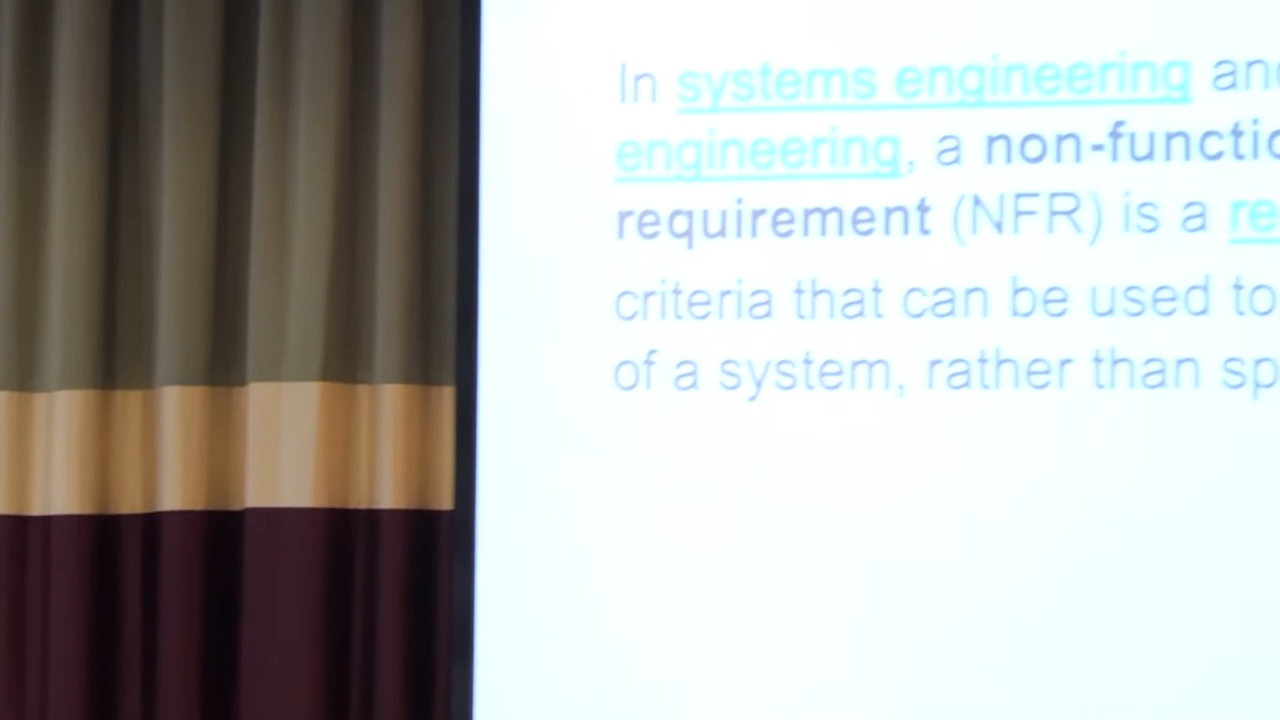 In systems engineering and
engineering, a non-functio
requirement (NFR) is a re
criteria that can be used to
of a system, rather than sp